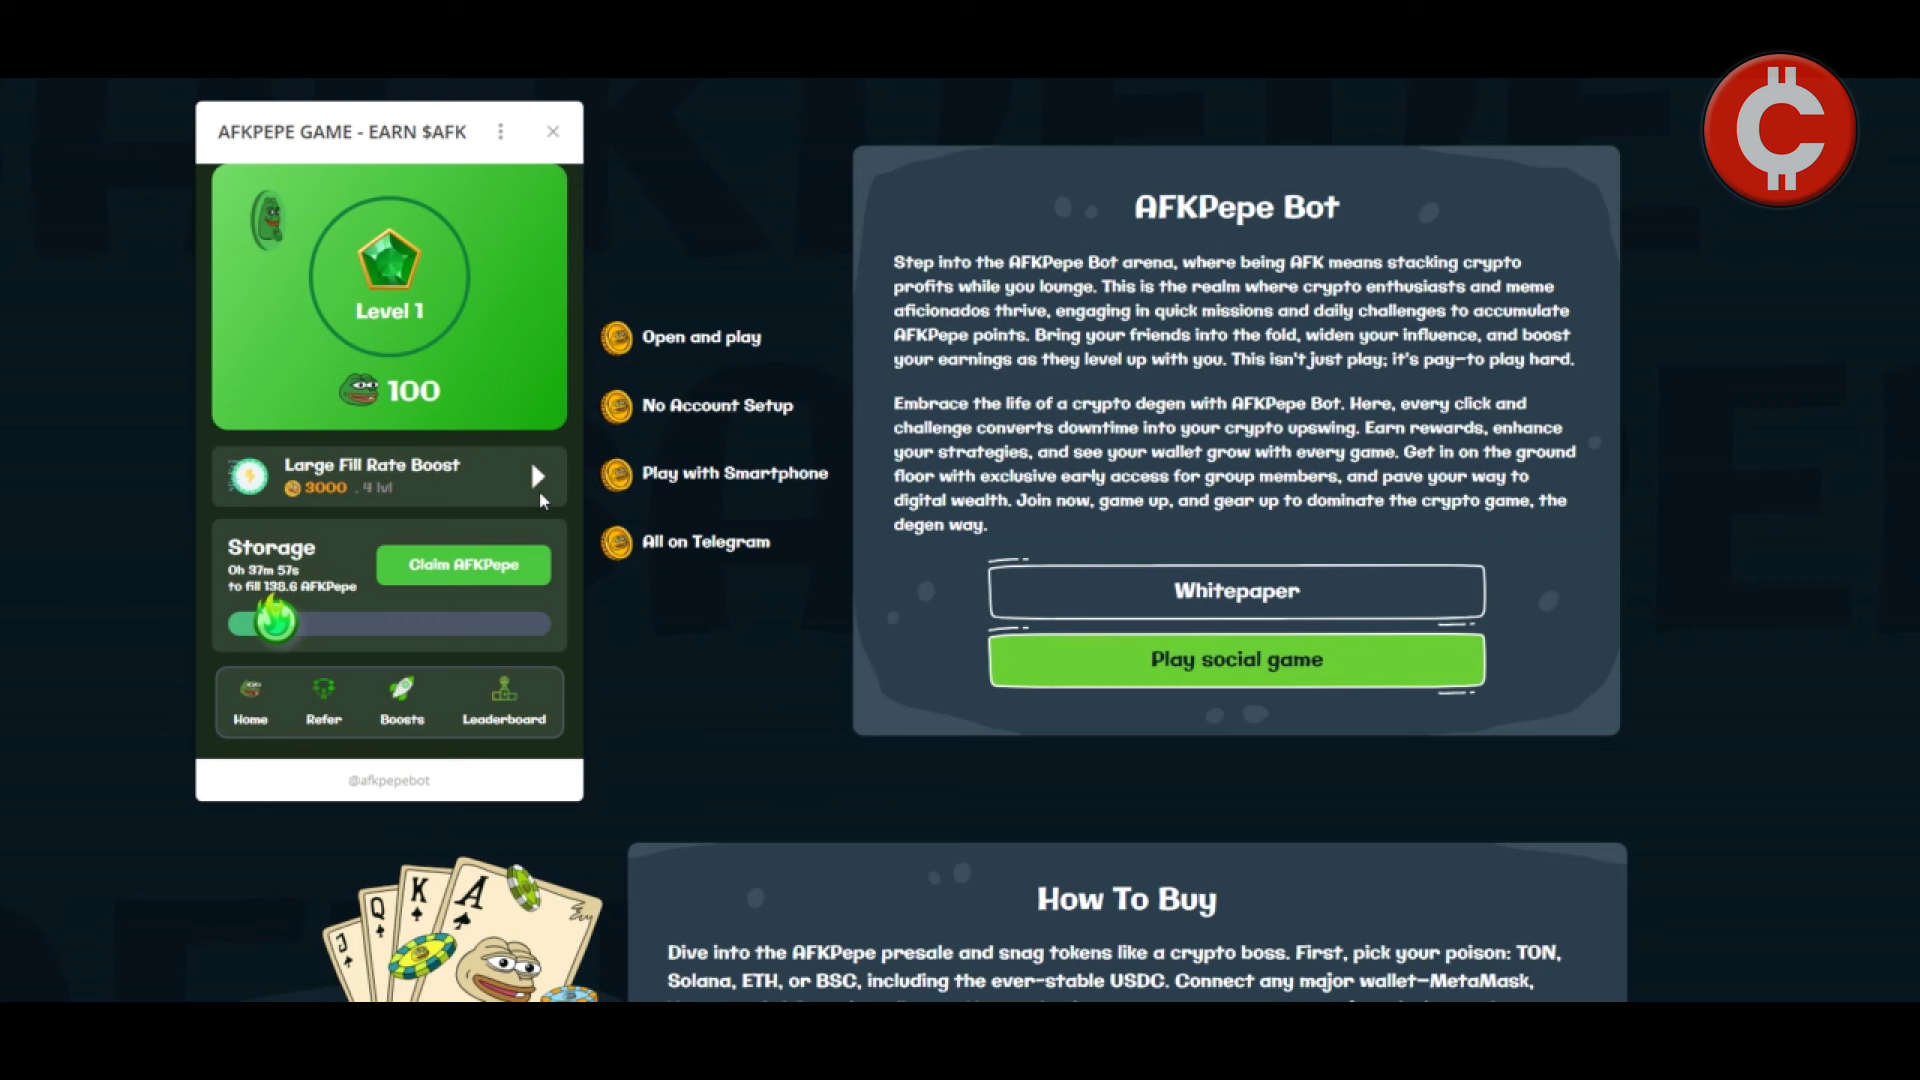 AFKPEPE GAME - EARN $AFK
Level 1
100
Large Fill Rate Boost
3000 . 4 lvl
Storage
0h 37m 57s
to fill 138.6 AFKPepe
Claim AFKPepe
Home
Refer
Boosts
Leaderboard
@afkpepebot
Open and play
No Account Setup
Play with Smartphone
All on Telegram
AFKPepe Bot
Step into the AFKPepe Bot arena, where being AFK means stacking crypto
profits while you lounge. This is the realm where crypto enthusiasts and meme
aficionados thrive, engaging in quick missions and daily challenges to accumulate
AFKPepe points. Bring your friends into the fold, widen your influence, and boost
your earnings as they level up with you. This isn't just play; it's pay-to play hard.
Embrace the life of a crypto degen with AFKPepe Bot. Here, every click and
challenge converts downtime into your crypto upswing. Earn rewards, enhance
your strategies, and see your wallet grow with every game. Get in on the ground
floor with exclusive early access for group members, and pave your way to
digital wealth. Join now, game up, and gear up to dominate the crypto game, the
degen way.
Whitepaper
Play social game
J
Q
K
A
How To Buy
Dive into the AFKPepe presale and snag tokens like a crypto boss. First, pick your poison: TON,
Solana, ETH, or BSC, including the ever-stable USDC. Connect any major wallet—MetaMask,